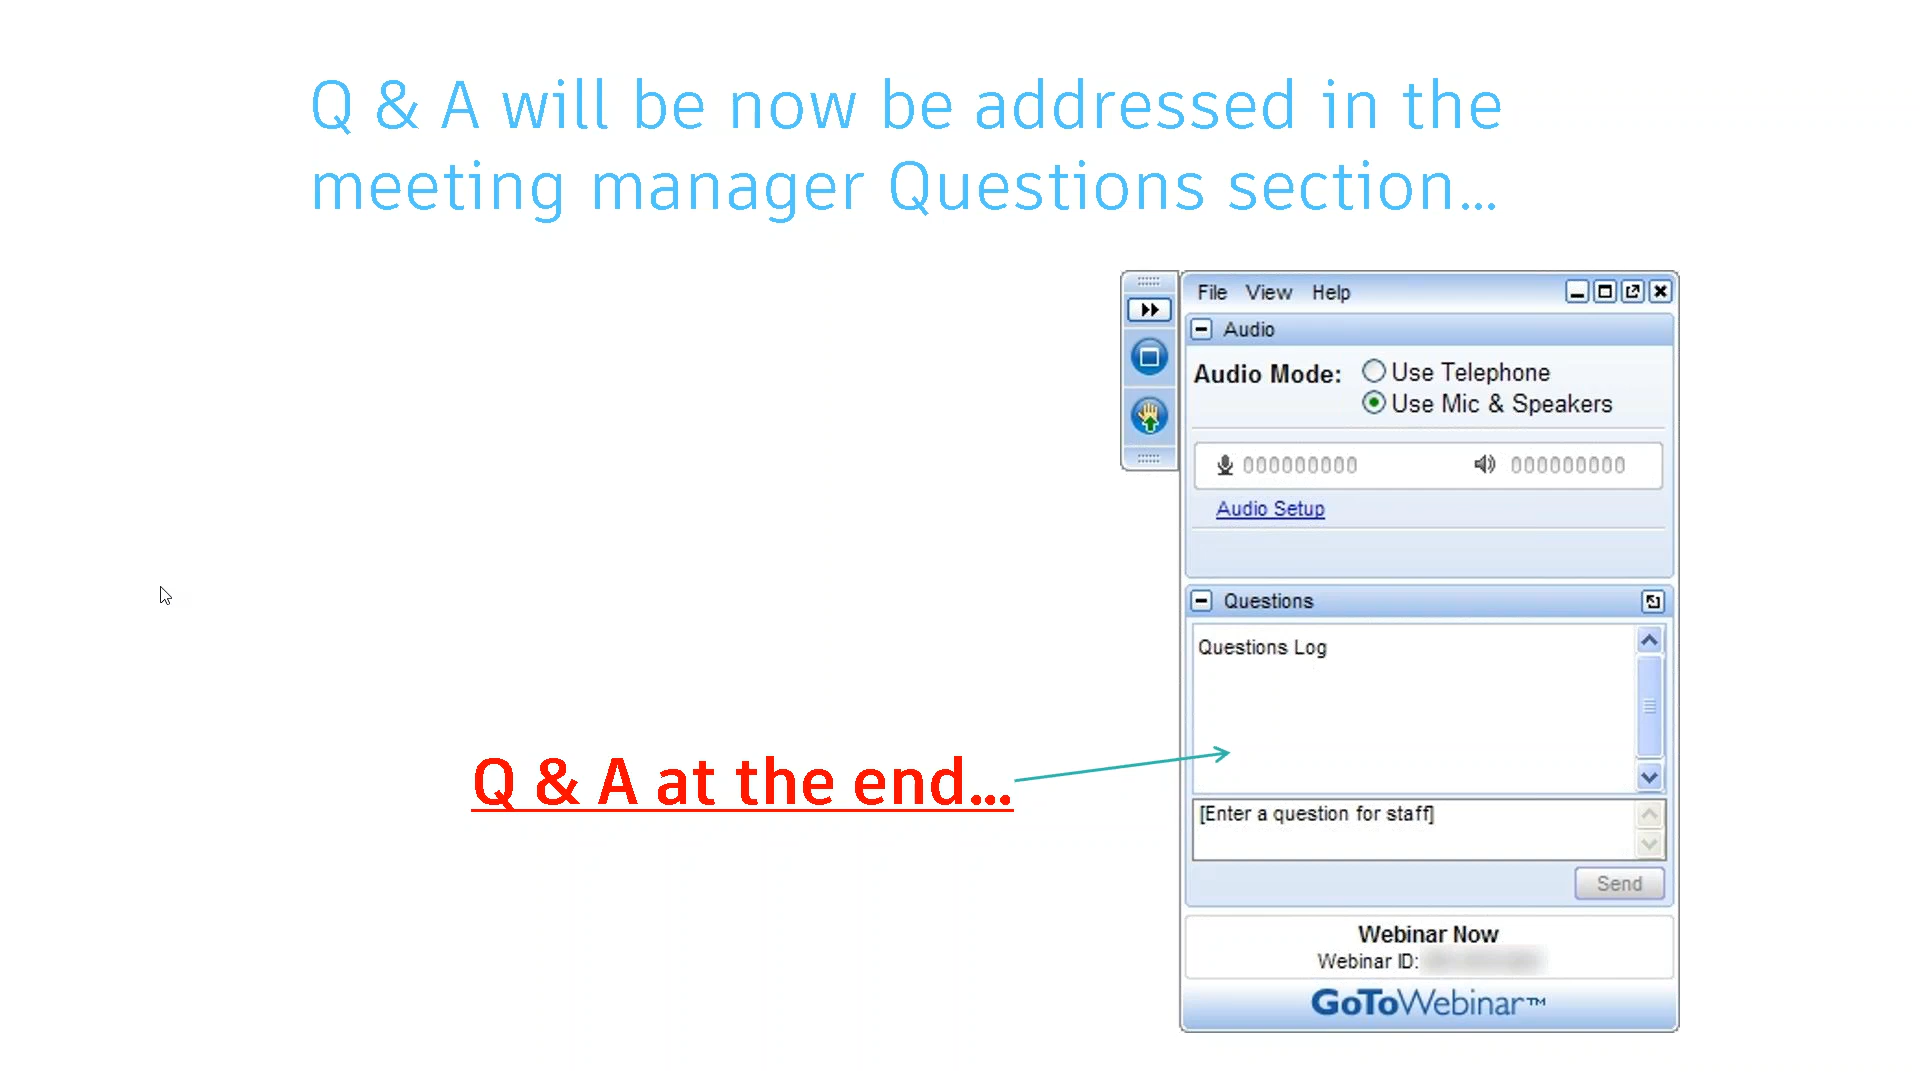 Q & A will be now be addressed in the
meeting manager Questions section…
File View Help
Audio
Audio Mode: Use Telephone
Use Mic & Speakers
000000000 000000000
Audio Setup
Questions
Questions Log
Q & A at the end…
[Enter a question for staff]
Send
Webinar Now
Webinar ID:
GoToWebinar™